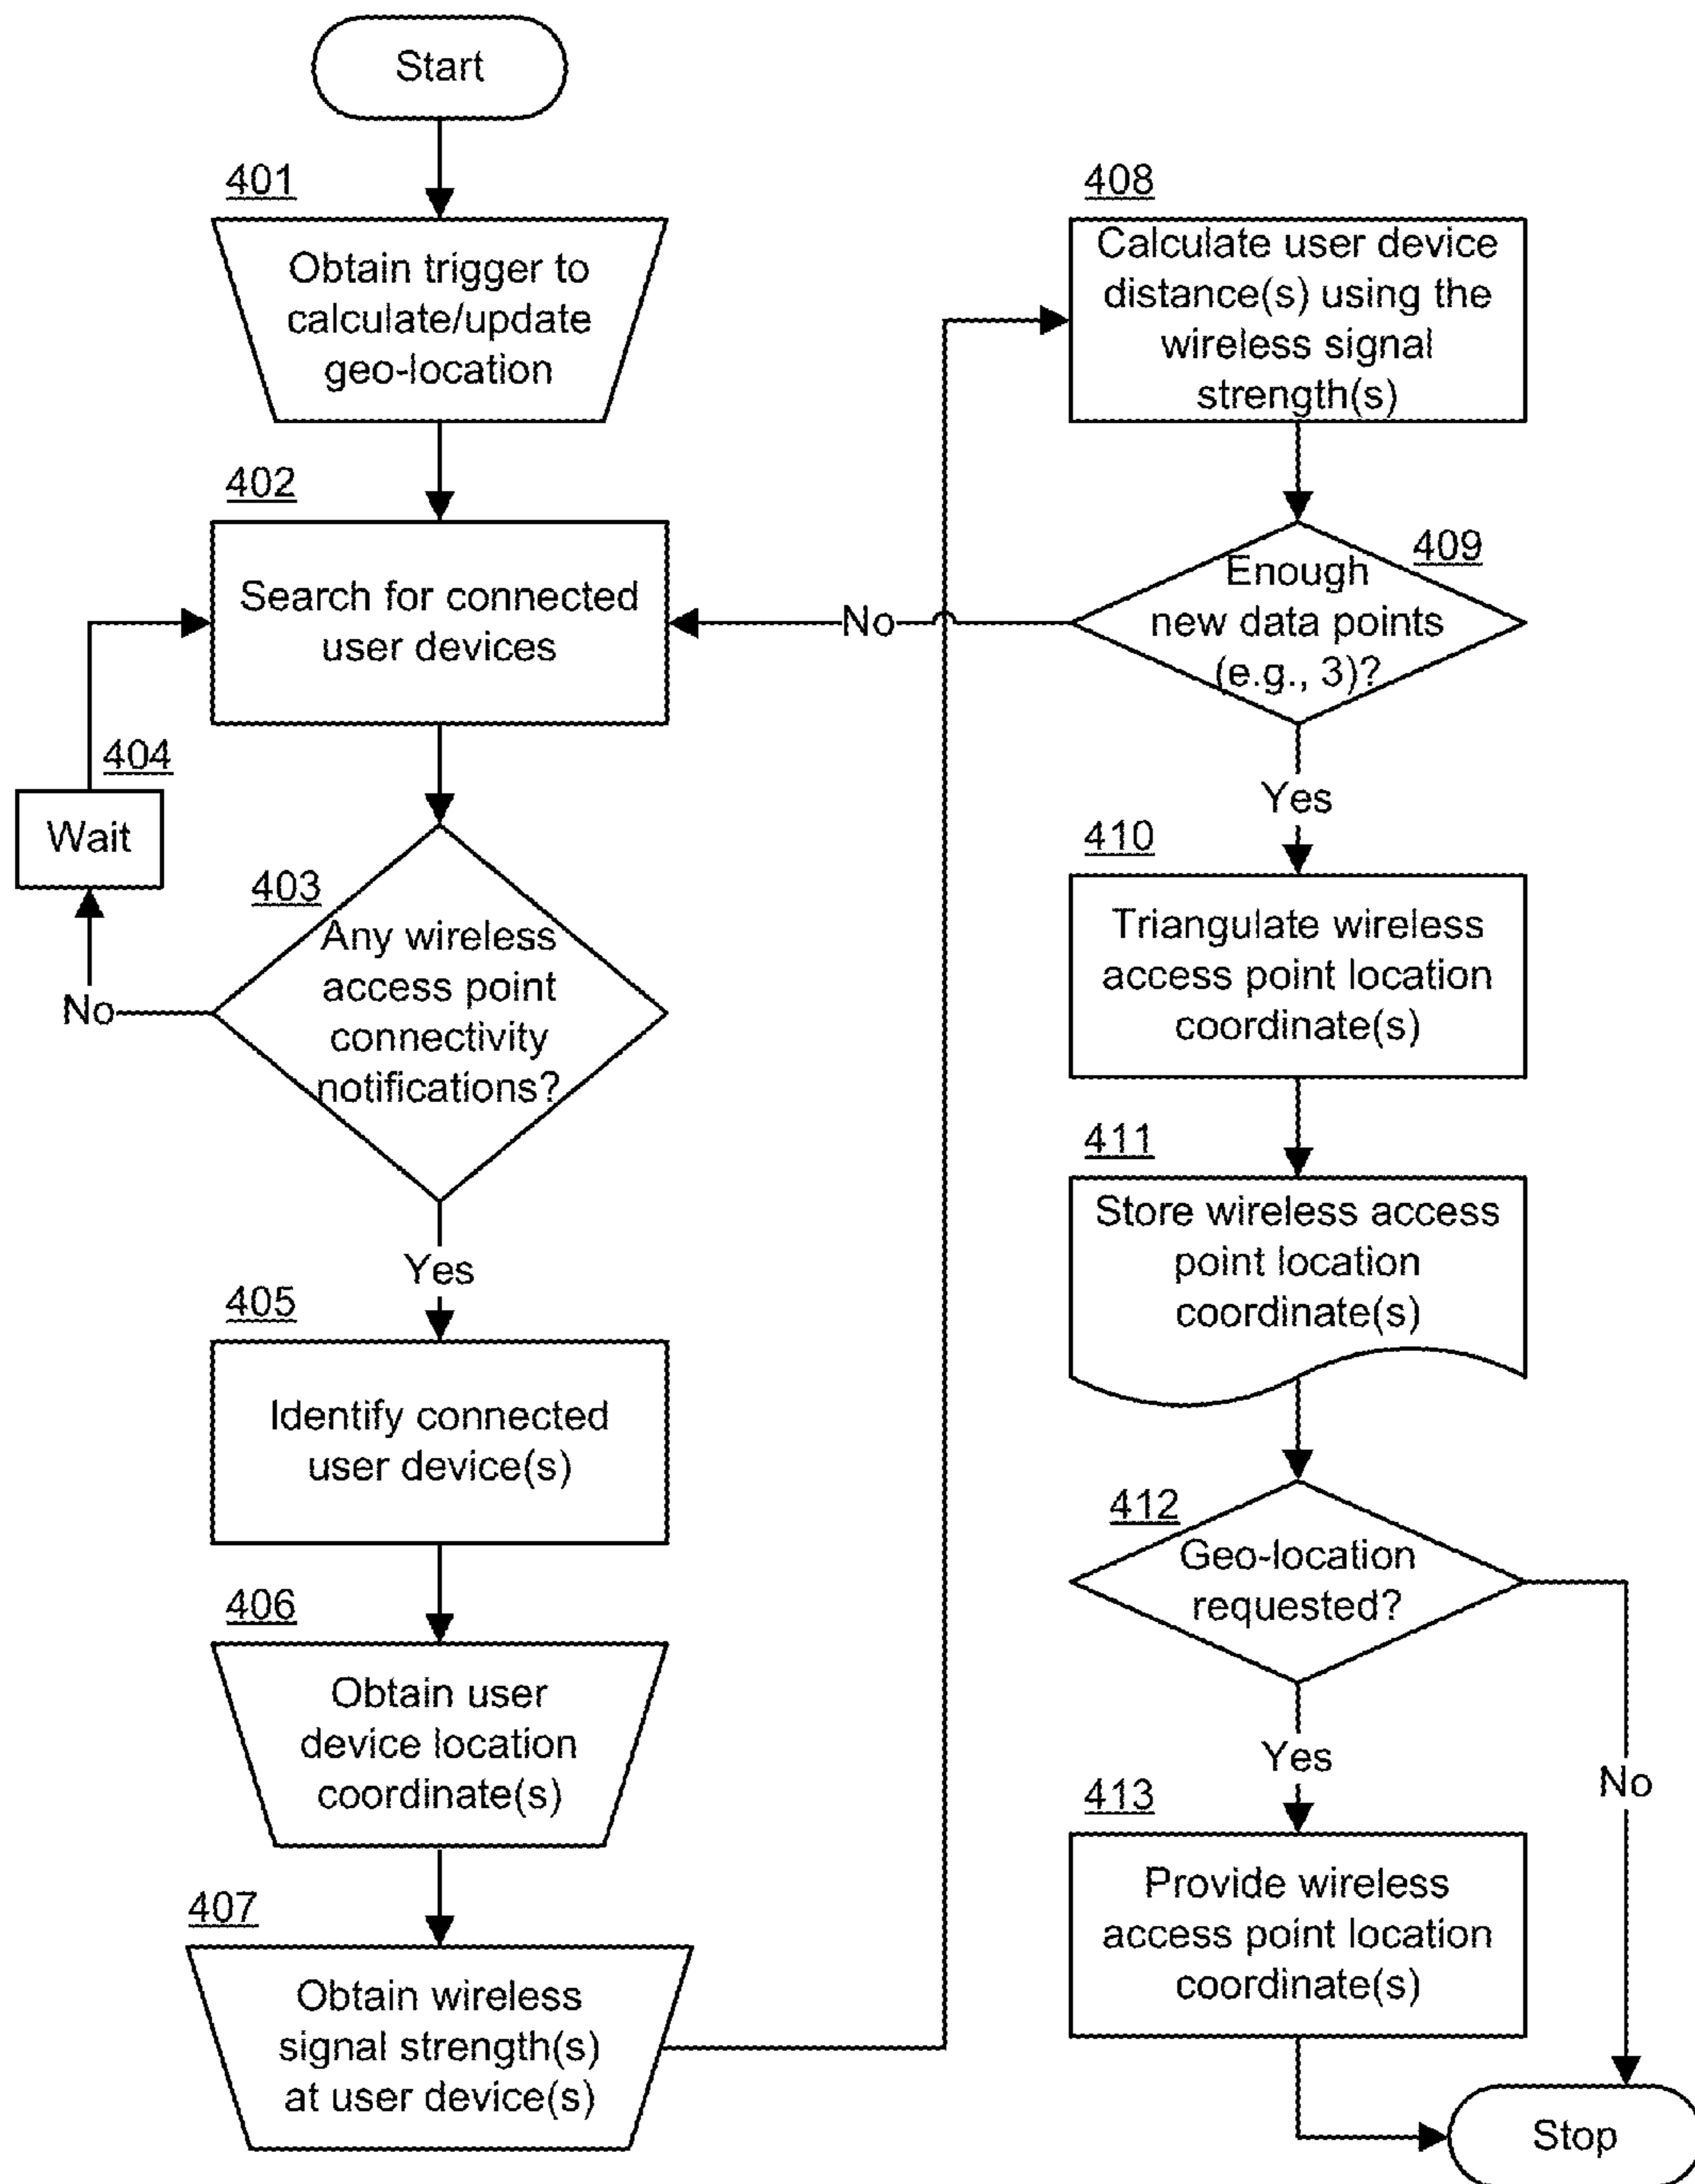 Start
401
Obtain trigger to
calculate/update
geo-location
402
Search for connected
user devices
404
Wait
403
Any wireless
access point
connectivity
notifications?
No
Yes
405
Identify connected
user device(s)
406
Obtain user
device location
coordinate(s)
407
Obtain wireless
signal strength(s)
at user device(s)
408
Calculate user device
distance(s) using the
wireless signal
strength(s)
409
Enough
new data points
(e.g., 3)?
No
Yes
410
Triangulate wireless
access point location
coordinate(s)
411
Store wireless access
point location
coordinate(s)
412
Geo-location
requested?
Yes
No
413
Provide wireless
access point location
coordinate(s)
Stop